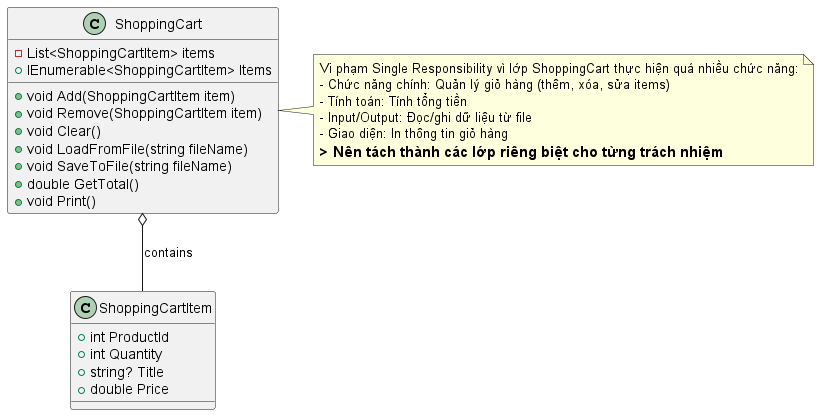 C ShoppingCart
List<ShoppingCartItem> items
IEnumerable<ShoppingCartItem> Items
void Add(ShoppingCartItem item)
void Remove(ShoppingCartItem item)
void Clear()
void LoadFromFile(string fileName)
void SaveToFile(string fileName)
double GetTotal()
void Print()
Vi phạm Single Responsibility vì lớp ShoppingCart thực hiện quá nhiều chức năng:
- Chức năng chính: Quản lý giỏ hàng (thêm, xóa, sửa items)
- Tính toán: Tính tổng tiền
- Input/Output: Đọc/ghi dữ liệu từ file
- Giao diện: In thông tin giỏ hàng
> Nên tách thành các lớp riêng biệt cho từng trách nhiệm
contains
C ShoppingCartItem
int ProductId
int Quantity
string? Title
double Price